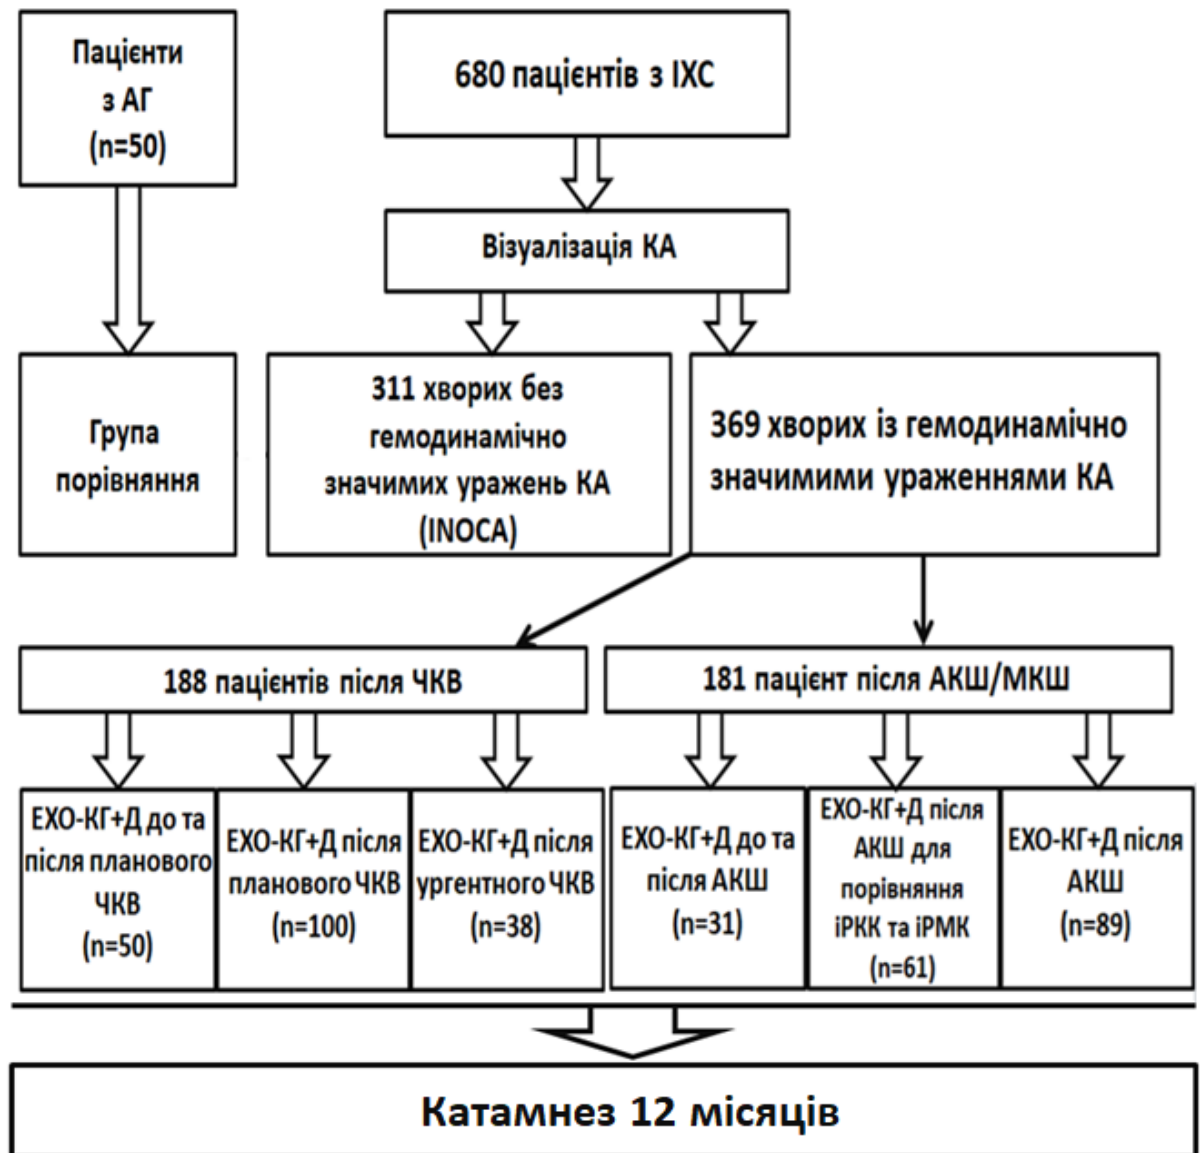 Пацієнти
з АГ
(n=50)
680 пацієнтів з ІХС
Візуалізація КА
Група
порівняння
311 хворих без
гемодинамічно
значимих уражень КА
(INOCA)
369 хворих із гемодинамічно
значимими ураженнями КА
188 пацієнтів після ЧКВ
181 пацієнт після АКШ/МКШ
ЕХО-КГ+Д до та
після планового
ЧКВ
(n=50)
ЕХО-КГ+Д після
планового ЧКВ
(n=100)
ЕХО-КГ+Д після
ургентного ЧКВ
(n=38)
ЕХО-КГ+Д до та
після АКШ
(n=31)
ЕХО-КГ+Д після
АКШ для
порівняння
іРКК та іРМК
(n=61)
ЕХО-КГ+Д після
АКШ
(n=89)
Катамнез 12 місяців